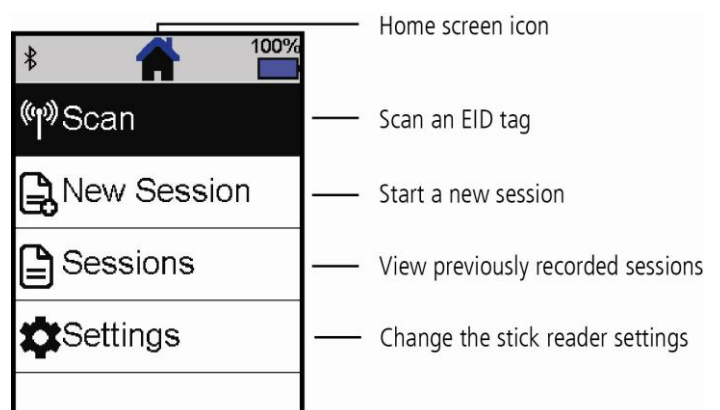 Home screen icon
100%
Scan
Scan an EID tag
New Session
Start a new session
Sessions
View previously recorded sessions
Settings
Change the stick reader settings